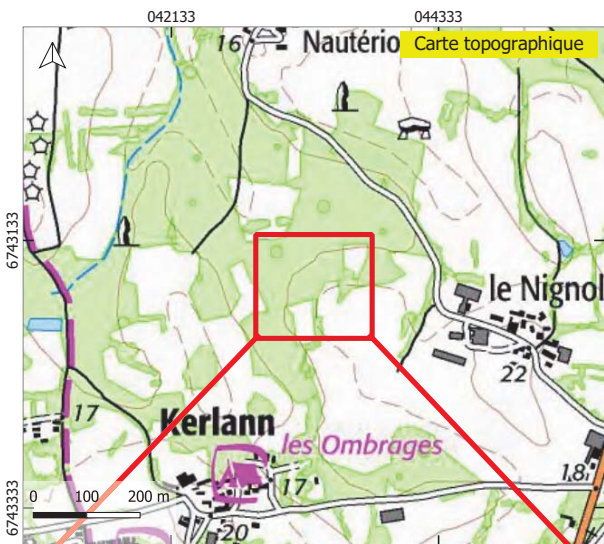 042133 044333
16 Nautério
Carte topographique
6743133
le Nignol
22
17
Kerlann
les Ombrages
17
18
0 100 200 m
20
6743333